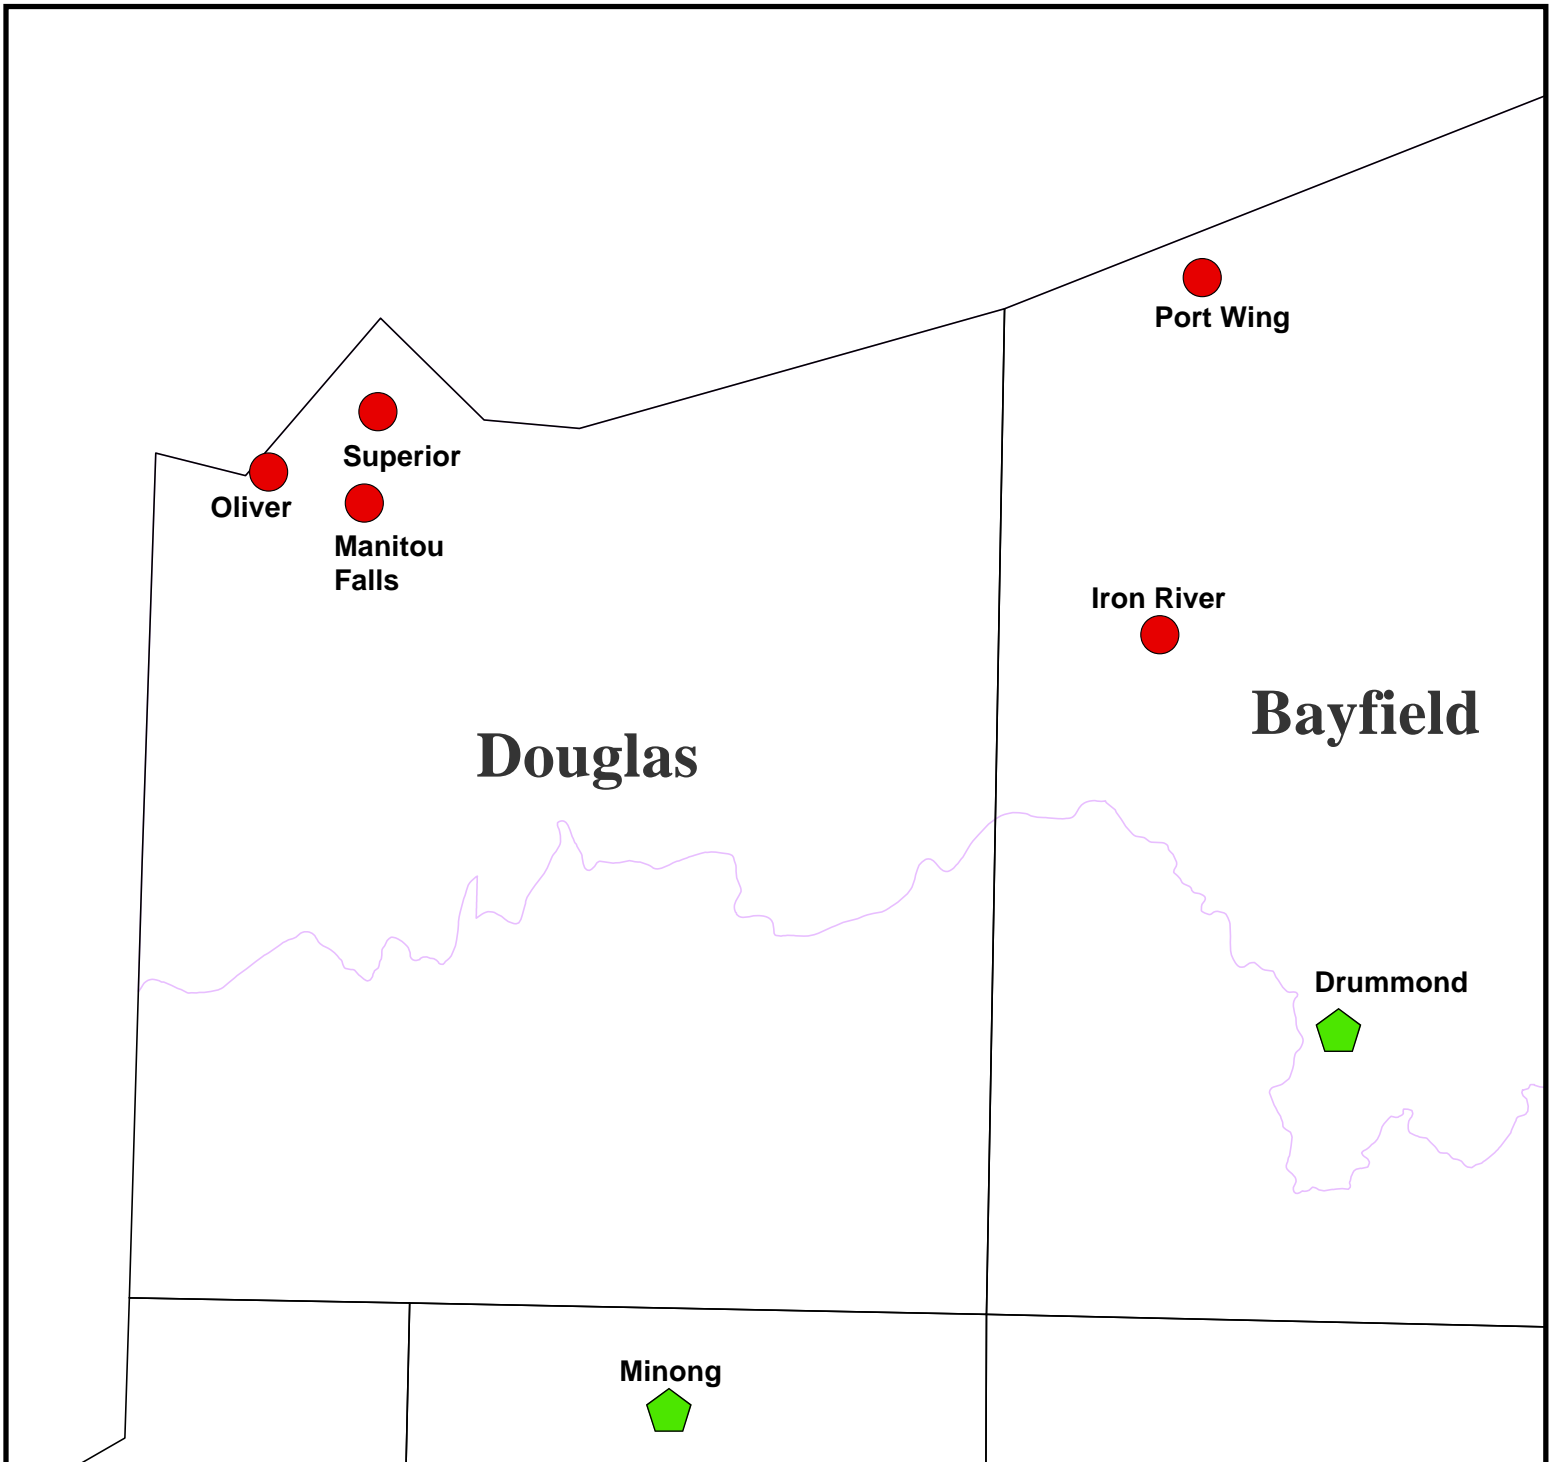 Port Wing
Superior
Oliver
Manitou
Falls
Iron River
Bayfield
Douglas
Drummond
Minong